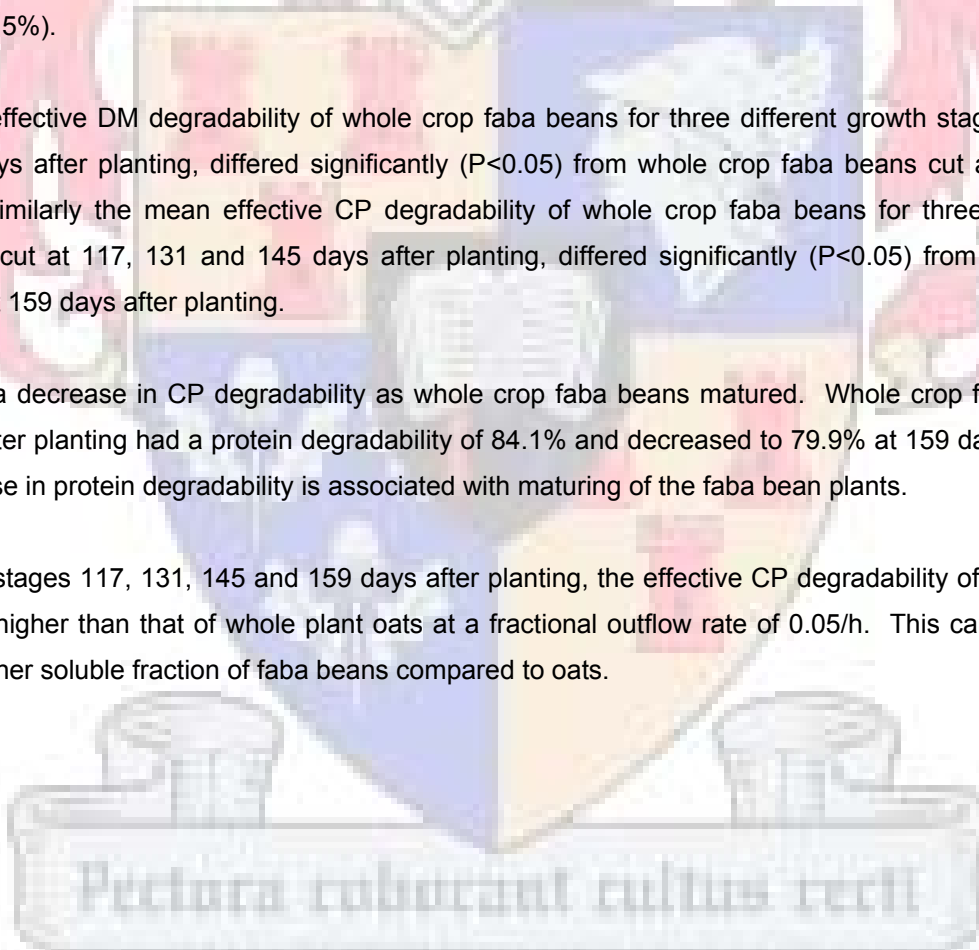 5%).
effective DM degradability of whole crop faba beans for three different growth stag
ys after planting, differed significantly (P<0.05) from whole crop faba beans cut a
imilarly the mean effective CP degradability of whole crop faba beans for three
cut at 117, 131 and 145 days after planting, differed significantly (P<0.05) from
159 days after planting.
a decrease in CP degradability as whole crop faba beans matured. Whole crop f
ter planting had a protein degradability of 84.1% and decreased to 79.9% at 159 da
se in protein degradability is associated with maturing of the faba bean plants.
stages 117, 131, 145 and 159 days after planting, the effective CP degradability of
higher than that of whole plant oats at a fractional outflow rate of 0.05/h. This ca
her soluble fraction of faba beans compared to oats.
Pectora roborant cultus recti